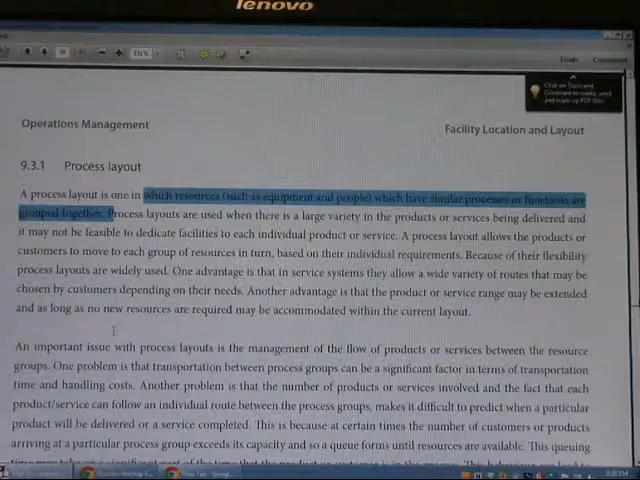 lenovo
Operations Management
Facility Location and Layout
9.3.1 Process layout
A process layout is one in which resources (such as equipment and people) which have similar processes or functions are
grouped together. Process layouts are used when there is a large variety in the products or services being delivered and
it may not be feasible to dedicate facilities to each individual product or service. A process layout allows the products or
customers to move to each group of resources in turn, based on their individual requirements. Because of their flexibility
process layouts are widely used. One advantage is that in service systems they allow a wide variety of routes that may be
chosen by customers depending on their needs. Another advantage is that the product or service range may be extended
and as long as no new resources are required may be accommodated within the current layout.
An important issue with process layouts is the management of the flow of products or services between the resource
groups. One problem is that transportation between process groups can be a significant factor in terms of transportation
time and handling costs. Another problem is that the number of products or services involved and the fact that each
product/service can follow an individual route between the process groups, makes it difficult to predict when a particular
product will be delivered or a service completed. This is because at certain times the number of customers or products
arriving at a particular process group exceeds its capacity and so a queue forms until resources are available. This queuing